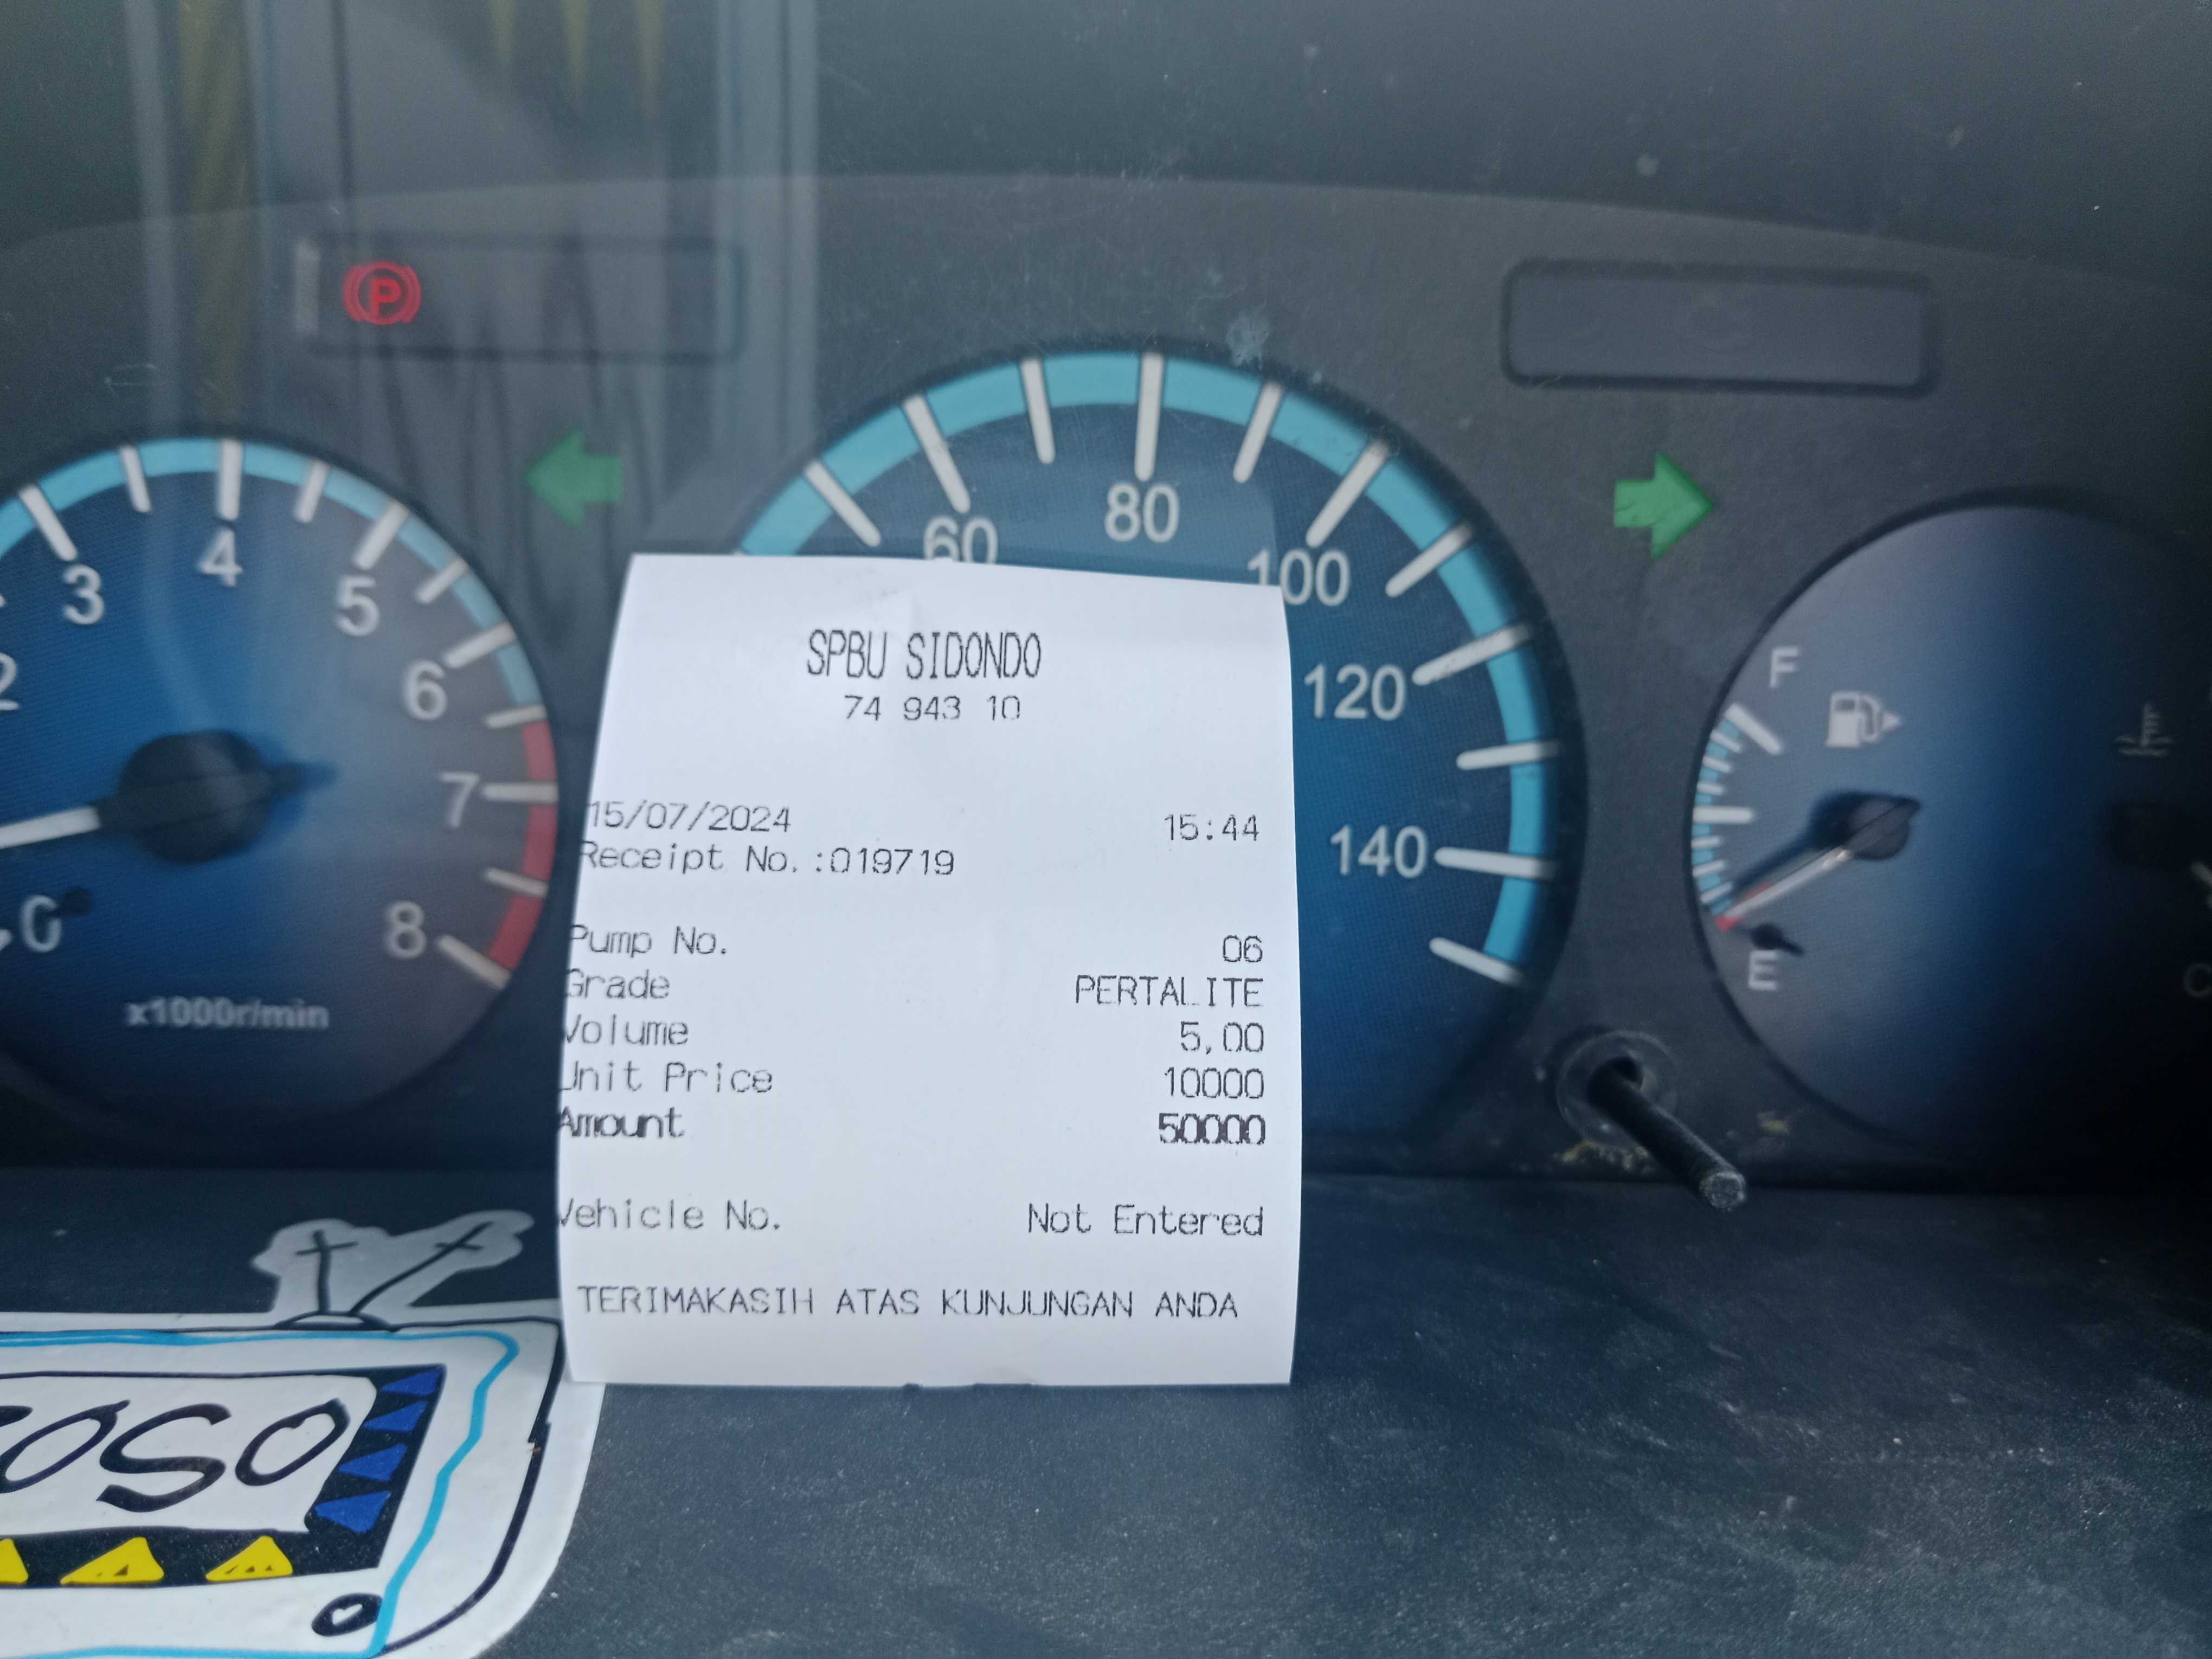 3
4
5
6
7
8
2
0
x1000r/min
60
80
100
120
140
F
E
P
SPBU SIDONDO
74 943 10
15/07/2024 15:44
Receipt No.:019719
Pump No. 06
Grade PERTALITE
Volume 5,00
Unit Price 10000
Amount 50000
Vehicle No. Not Entered
TERIMAKASIH ATAS KUNJUNGAN ANDA